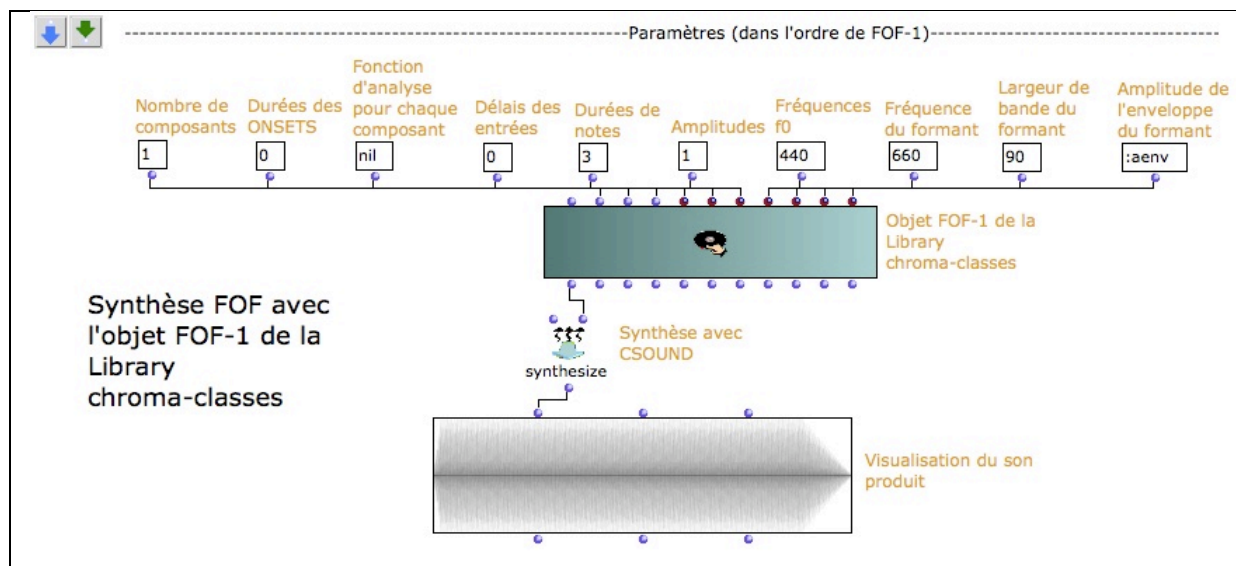 ------------------------------------------------------------Paramètres (dans l'ordre de FOF-1)--------------------------------------
Nombre de
composants
Durées des
ONSETS
Fonction
d'analyse
pour chaque
composant
Délais des
entrées
Durées de
notes
Amplitudes
Fréquences
f0
Fréquence
du formant
Largeur de
bande du
formant
Amplitude de
l'enveloppe
du formant
1
0
nil
0
3
1
440
660
90
:aenv
Objet FOF-1 de la
Library
chroma-classes
Synthèse FOF avec
l'objet FOF-1 de la
Library
chroma-classes
Synthèse avec
CSOUND
synthesize
Visualisation du son
produit